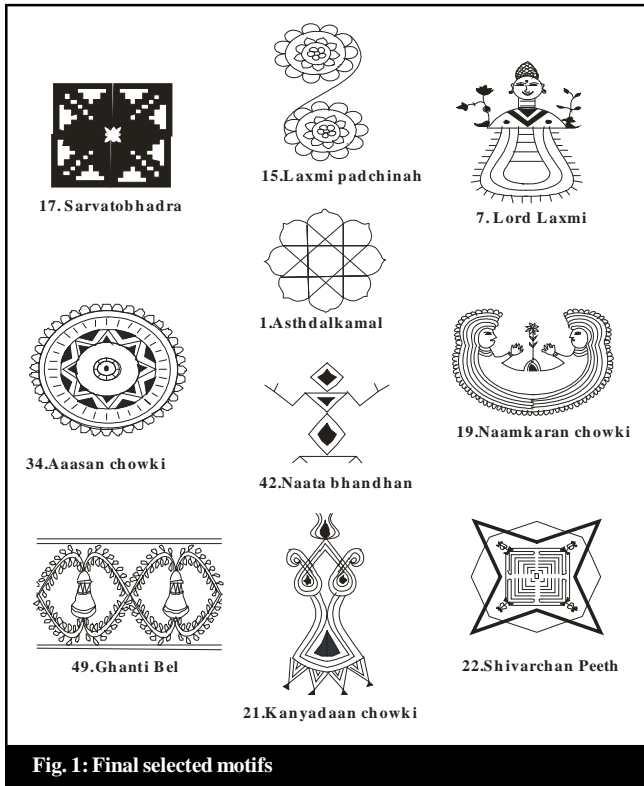 15.Laxmi padchinah
17. Sarvatobhadra
7. Lord Laxmi
1.Asthdalkamal
34.Aaasan chowki
42.Naata bhandhan
19.Naamkaran chowki
49.Ghanti Bel
21.Kanyadaan chowki
22.Shivarchan Peeth
Fig. 1: Final selected motifs